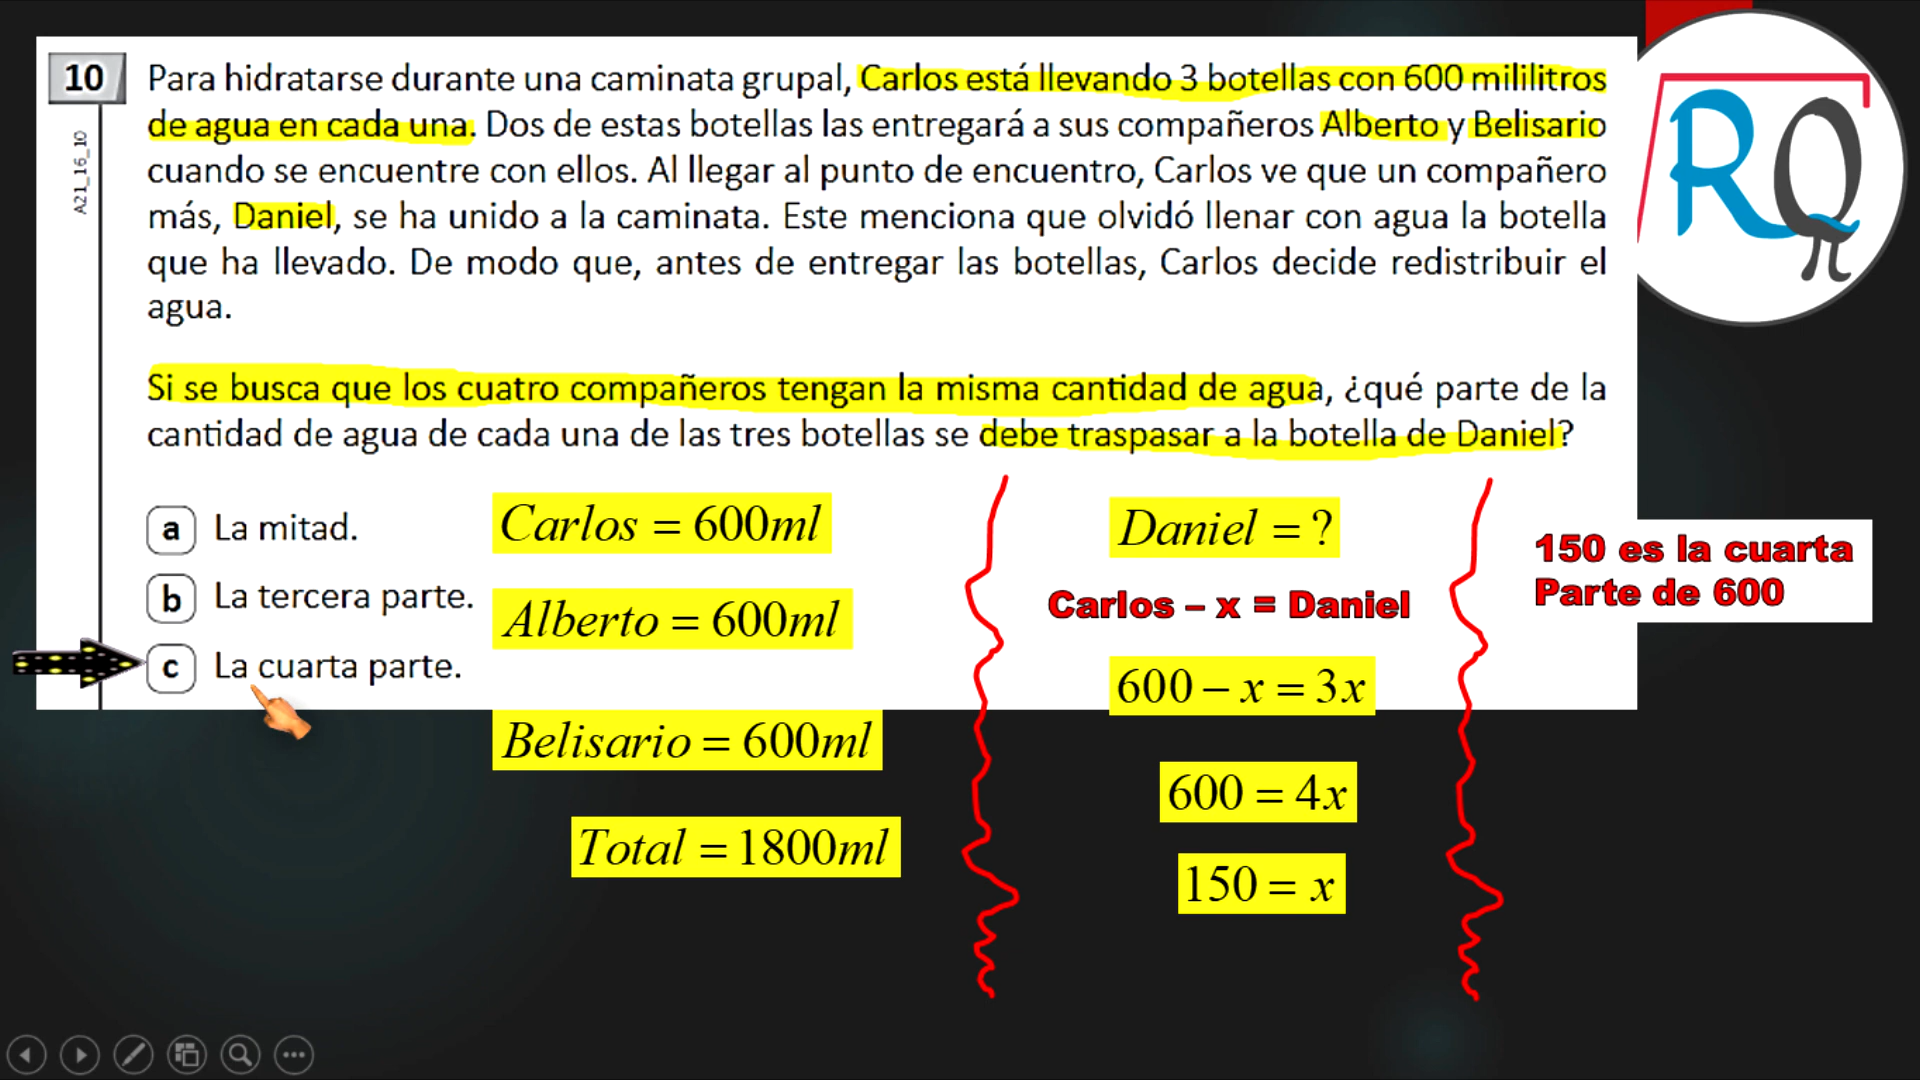 10
A21_16_10
Para hidratarse durante una caminata grupal, Carlos está llevando 3 botellas con 600 mililitros
de agua en cada una. Dos de estas botellas las entregará a sus compañeros Alberto y Belisario
cuando se encuentre con ellos. Al llegar al punto de encuentro, Carlos ve que un compañero
más, Daniel, se ha unido a la caminata. Este menciona que olvidó llenar con agua la botella
que ha llevado. De modo que, antes de entregar las botellas, Carlos decide redistribuir el
agua.
Si se busca que los cuatro compañeros tengan la misma cantidad de agua, ¿qué parte de la
cantidad de agua de cada una de las tres botellas se debe traspasar a la botella de Daniel?
a La mitad.
b La tercera parte.
c La cuarta parte.
Carlos = 600ml
Alberto = 600ml
Belisario = 600ml
Total = 1800ml
Daniel = ?
Carlos – x = Daniel
600 – x = 3x
600 = 4x
150 = x
150 es la cuarta
Parte de 600
RQ
π